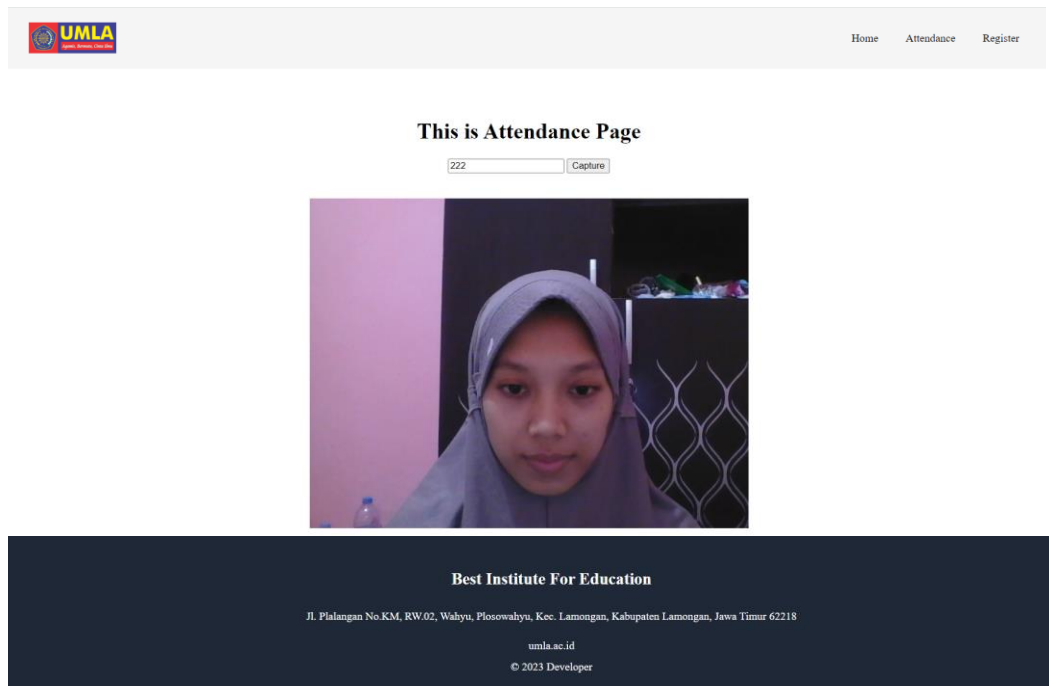 UMLA
Home Attendance Register
This is Attendance Page
222 Capture
Best Institute For Education
Jl. Plalangan No.KM, RW.02, Wahyu, Plosowahyu, Kec. Lamongan, Kabupaten Lamongan, Jawa Timur 62218
umla.ac.id
© 2023 Developer